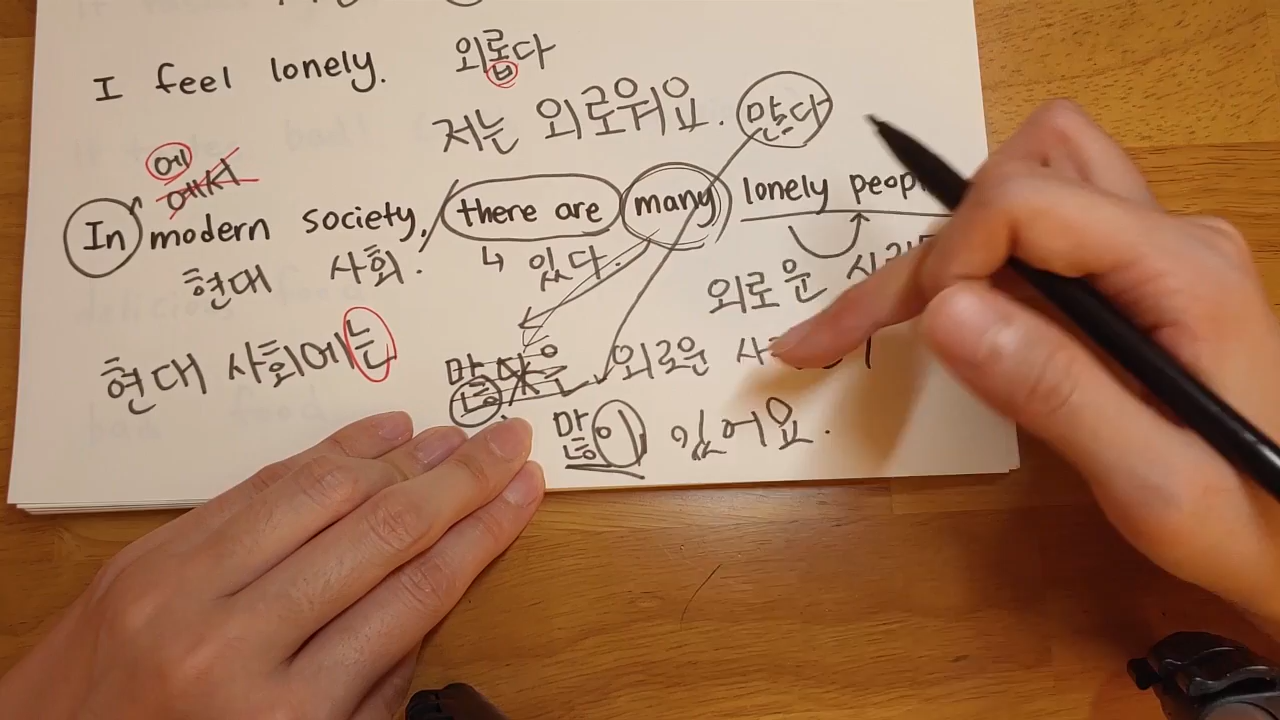 I feel lonely. 외롭다
저는 외로워요. 많다
에
에서
In modern society, there are many lonely
현대 사회. ↳ 있다.
외로운
현대 사회에는 외로운
많이 있어요.